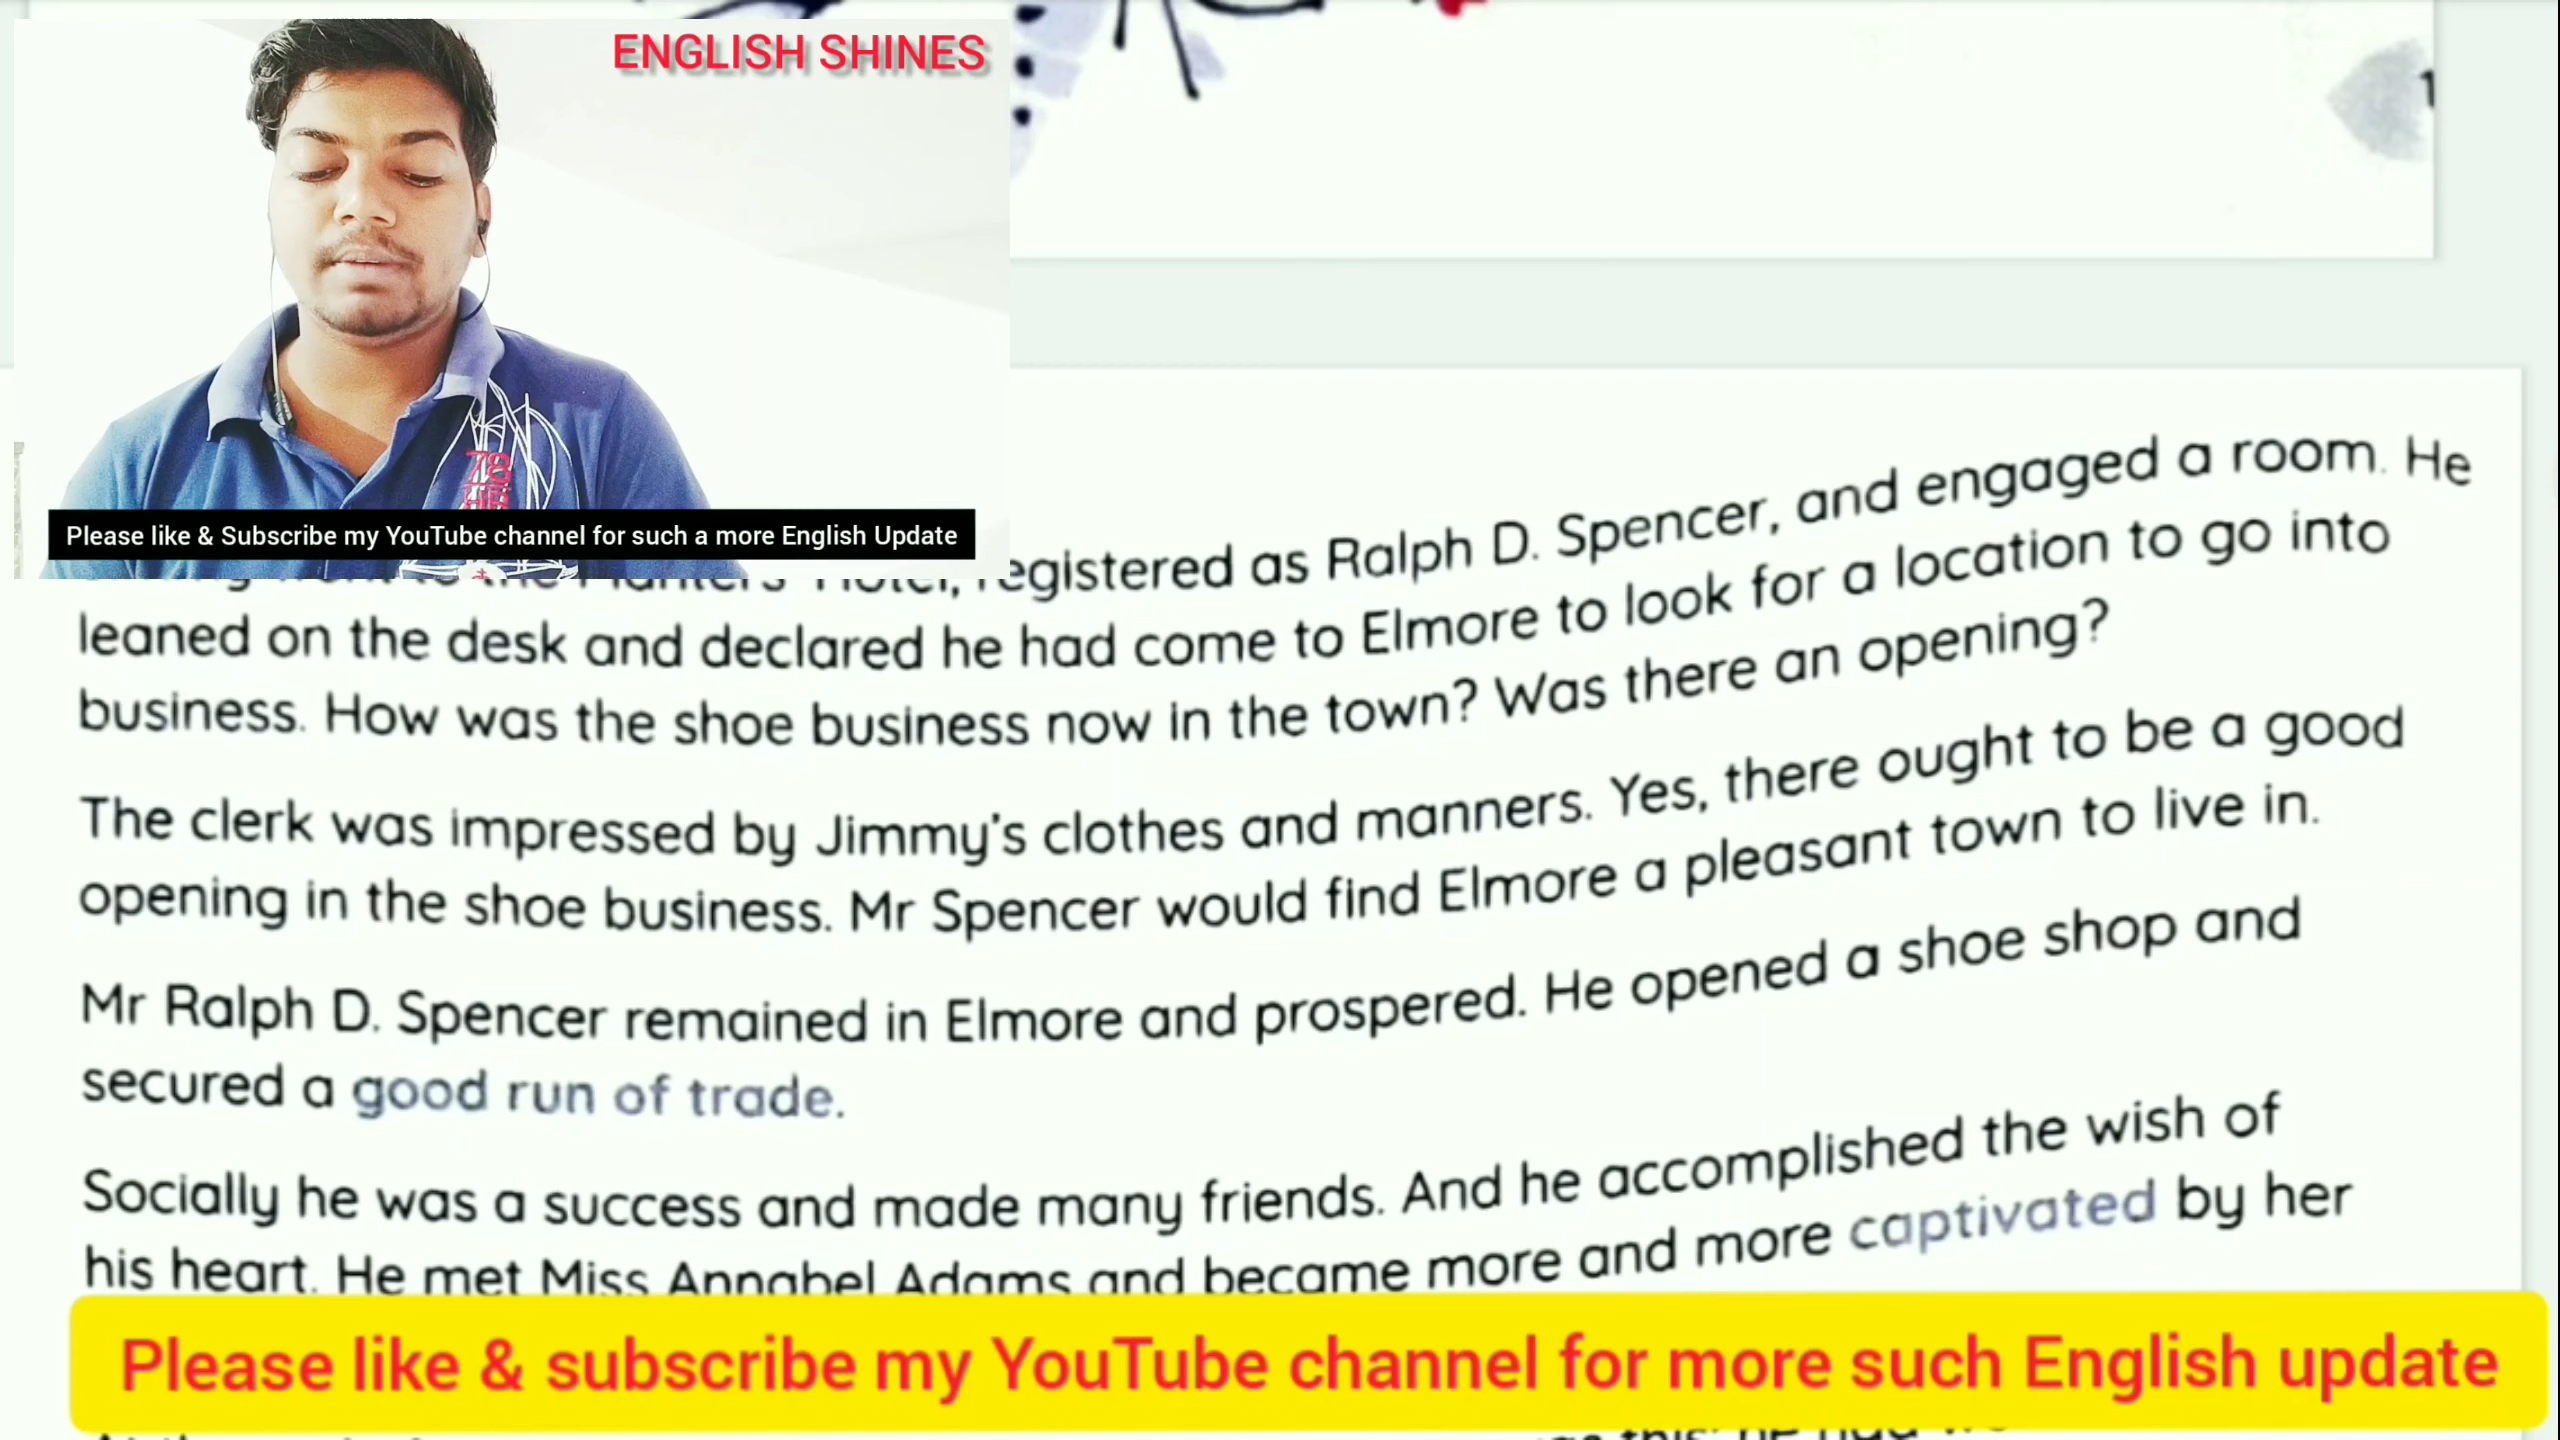 ENGLISH SHINES
78
Please like & Subscribe my YouTube channel for such a more English Update
registered as Ralph D. Spencer, and engaged a room. He
leaned on the desk and declared he had come to Elmore to look for a location to go into
business. How was the shoe business now in the town? Was there an opening?
The clerk was impressed by Jimmy's clothes and manners. Yes, there ought to be a good
opening in the shoe business. Mr Spencer would find Elmore a pleasant town to live in.
Mr Ralph D. Spencer remained in Elmore and prospered. He opened a shoe shop and
secured a good run of trade.
Socially he was a success and made many friends. And he accomplished the wish of
his heart. He met Miss Annabel Adams and became more and more captivated by her
Please like & subscribe my YouTube channel for more such English update